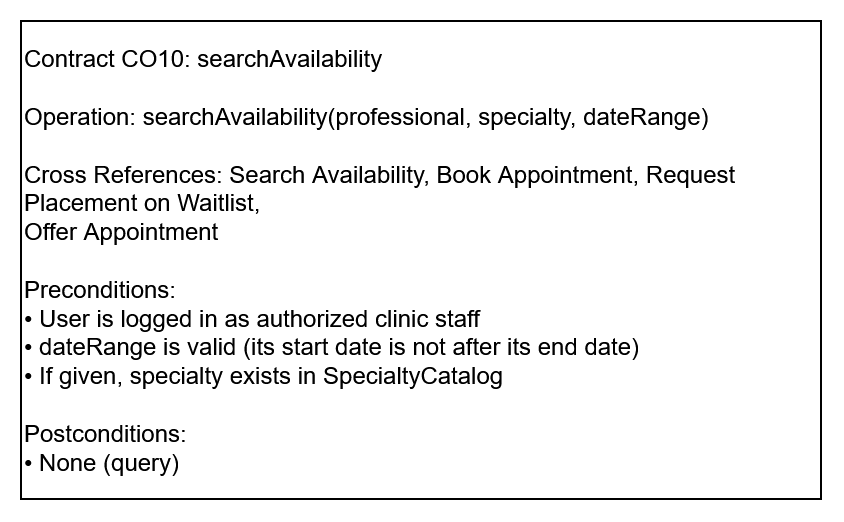 Contract CO10: searchAvailability
Operation: searchAvailability(professional, specialty, dateRange)
Cross References: Search Availability, Book Appointment, Request
Placement on Waitlist,
Offer Appointment
Preconditions:
• User is logged in as authorized clinic staff
• dateRange is valid (its start date is not after its end date)
• If given, specialty exists in SpecialtyCatalog
Postconditions:
• None (query)